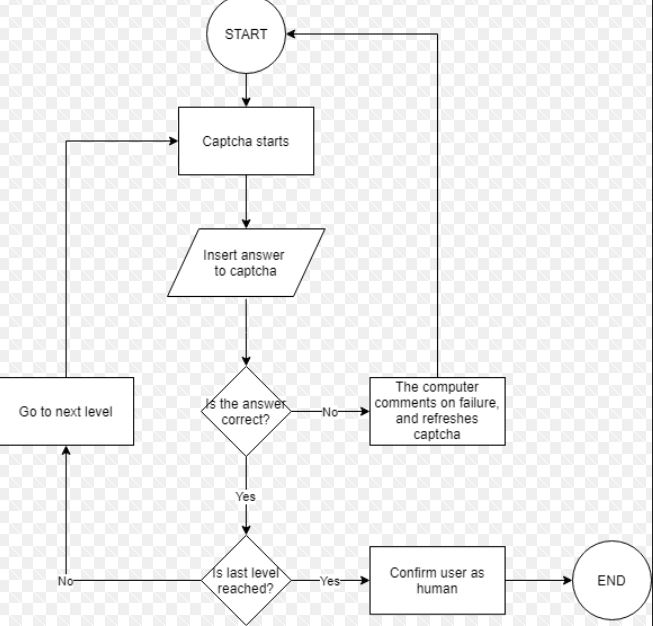 START
Captcha starts
Insert answer
to captcha
Is the answer
correct?
No
The computer
comments on failure,
and refreshes
captcha
Go to next level
Yes
Is last level
reached?
No
Yes
Confirm user as
human
END